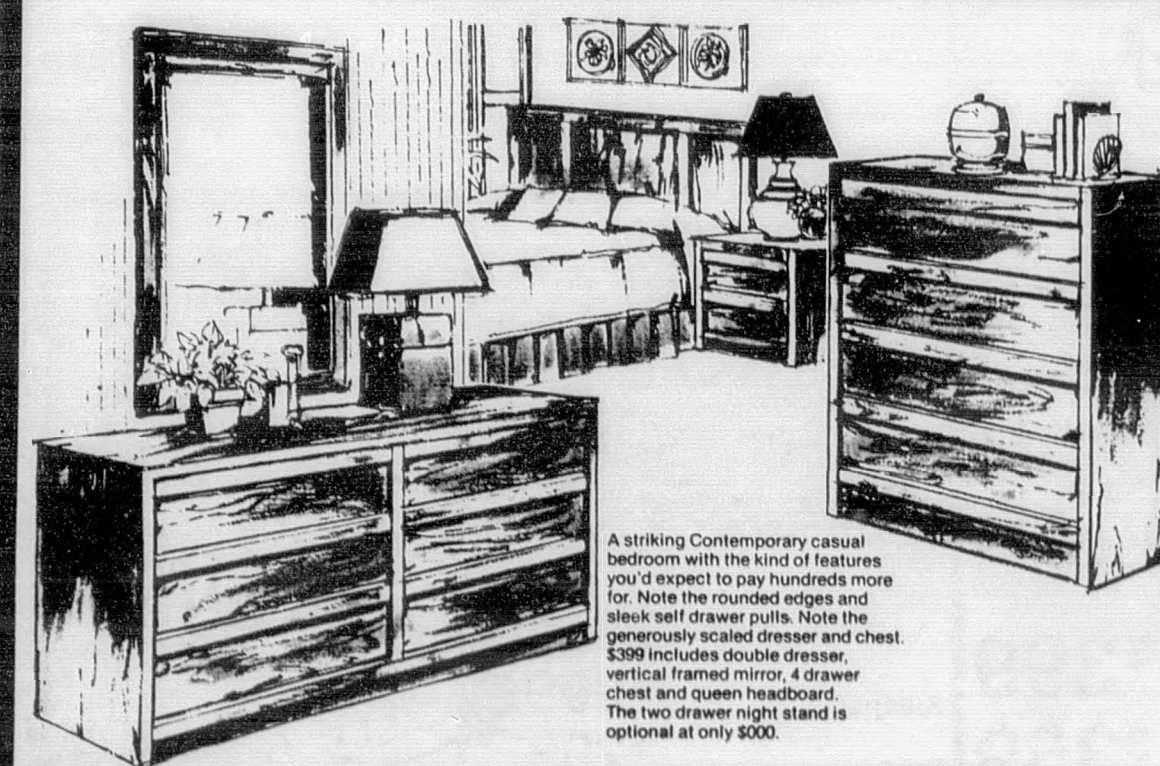 A striking Contemporary casual
bedroom with the kind of features
you'd expect to pay hundreds more
for. Note the rounded edges and
sleek self drawer pulls. Note the
generously scaled dresser and chest.
$399 includes double dresser,
vertical framed mirror, 4 drawer
chest and queen headboard.
The two drawer night stand is
optional at only $000.